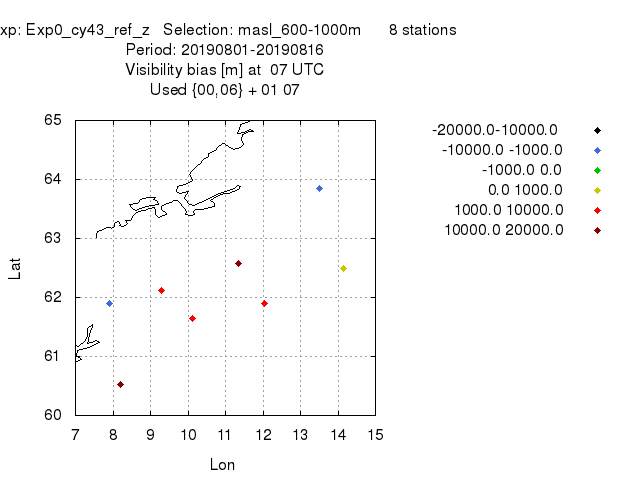 xp: Exp0_cy43_ref_z   Selection: masl_600-1000m      8 stations
Period: 20190801-20190816
Visibility bias [m] at  07 UTC
Used {00,06} + 01 07
65
64
63
62
61
60
Lat
7 8 9 10 11 12 13 14 15
Lon
-20000.0-10000.0
-10000.0 -1000.0
-1000.0 0.0
0.0 1000.0
1000.0 10000.0
10000.0 20000.0